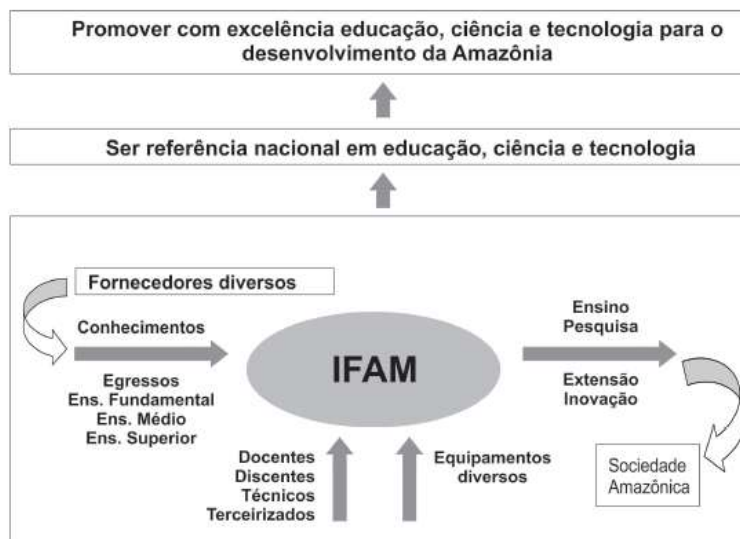 Promover com excelência educação, ciência e tecnologia para o
desenvolvimento da Amazônia
Ser referência nacional em educação, ciência e tecnologia
Fornecedores diversos
Conhecimentos
Egressos
Ens. Fundamental
Ens. Médio
Ens. Superior
IFAM
Ensino
Pesquisa
Extensão
Inovação
Docentes
Discentes
Técnicos
Terceirizados
Equipamentos
diversos
Sociedade
Amazônica